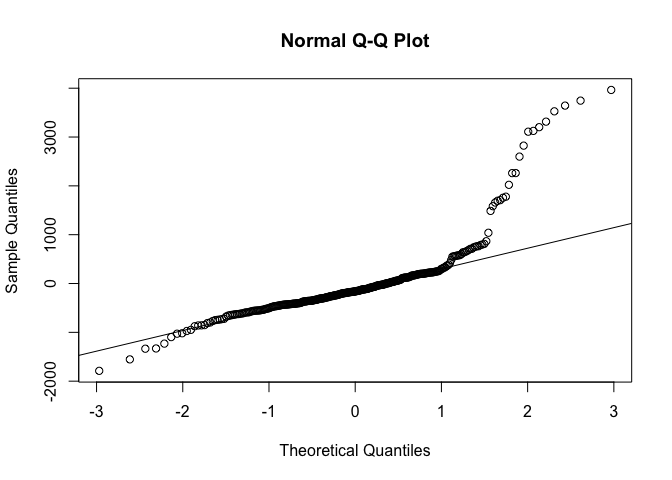 Normal Q-Q Plot
Sample Quantiles
3000
1000
0
-2000
-3 -2 -1 0 1 2 3
Theoretical Quantiles